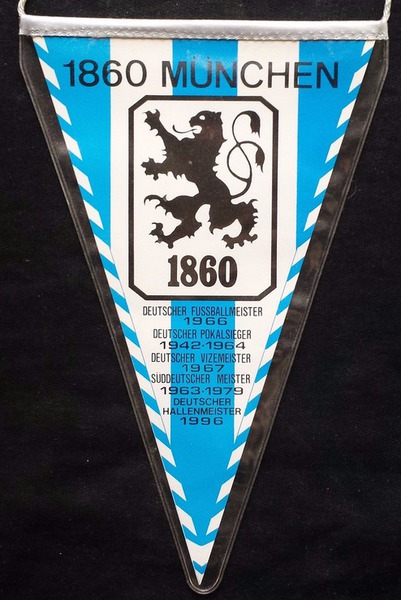 1860 MÜNCHEN
1860
DEUTSCHER FUSSBALLMEISTER
1966
DEUTSCHER POKALSIEGER
1942·1964
DEUTSCHER VIZEMEISTER
1967
SÜDDEUTSCHER MEISTER
1963·1979
DEUTSCHER
HALLENMEISTER
1996